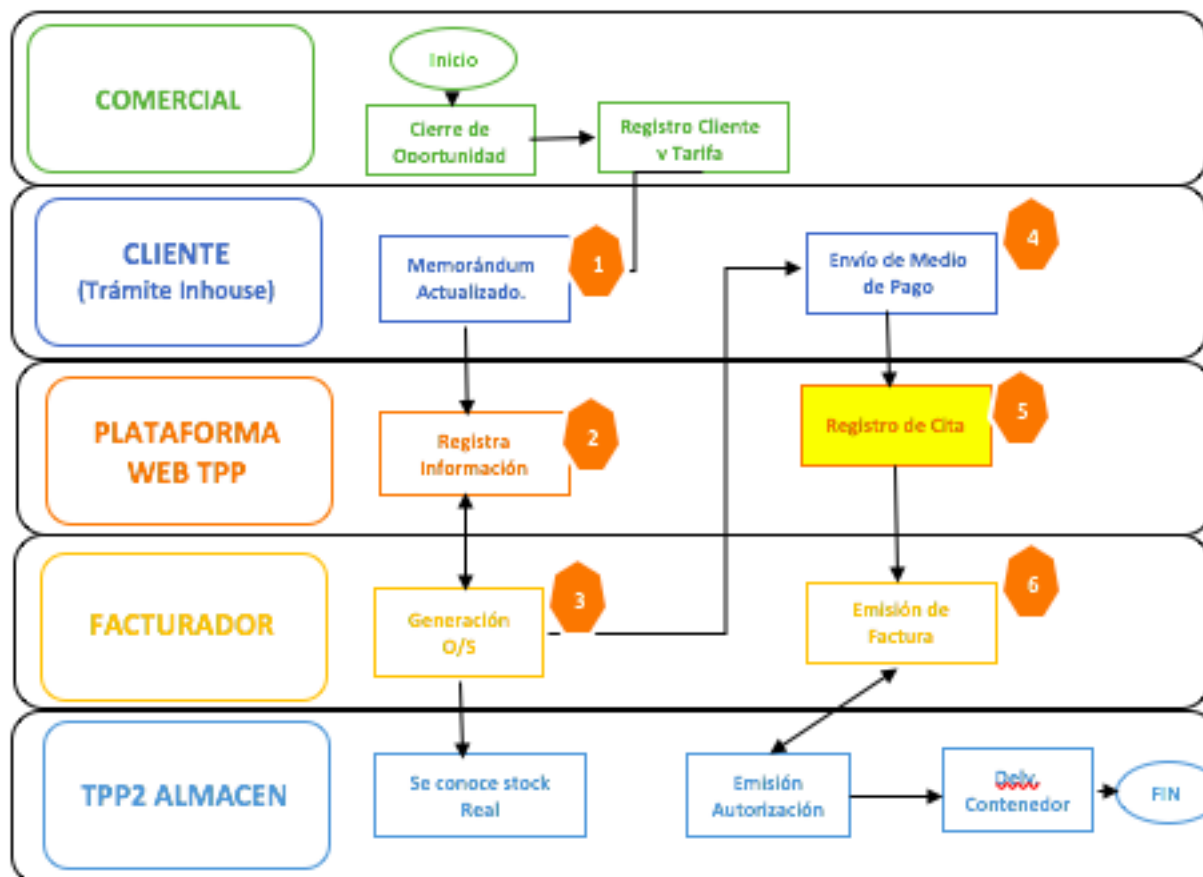 COMERCIAL
Inicio
Cierre de
Oportunidad
Registro Cliente
y Tarifa
CLIENTE
(Trámite Inhouse)
Memorándum
Actualizado.
1
Envío de Medio
de Pago
4
PLATAFORMA
WEB TPP
Registra
Información
2
Registro de Cita
5
FACTURADOR
Generación
O/S
3
Emisión de
Factura
6
TPP2 ALMACEN
Se conoce stock
Real
Emisión
Autorización
Delv.
Contenedor
FIN